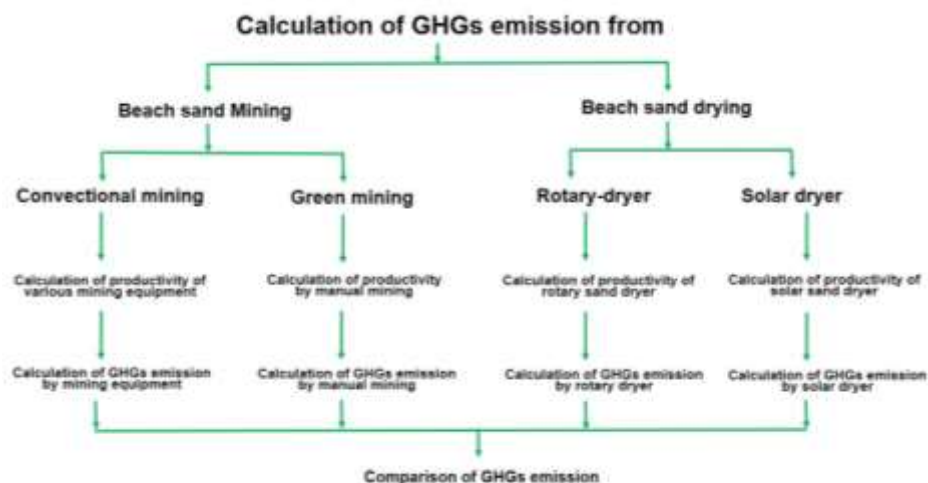 Calculation of GHGs emission from
Beach sand Mining
Beach sand drying
Convectional mining
Green mining
Rotary-dryer
Solar dryer
Calculation of productivity of
various mining equipment
Calculation of productivity
by manual mining
Calculation of productivity of
rotary sand dryer
Calculation of productivity of
solar sand dryer
Calculation of GHGs emission
by mining equipment
Calculation of GHGs emission
by manual mining
Calculation of GHGs emission
by rotary dryer
Calculation of GHGs emission
by solar dryer
Comparison of GHGs emission